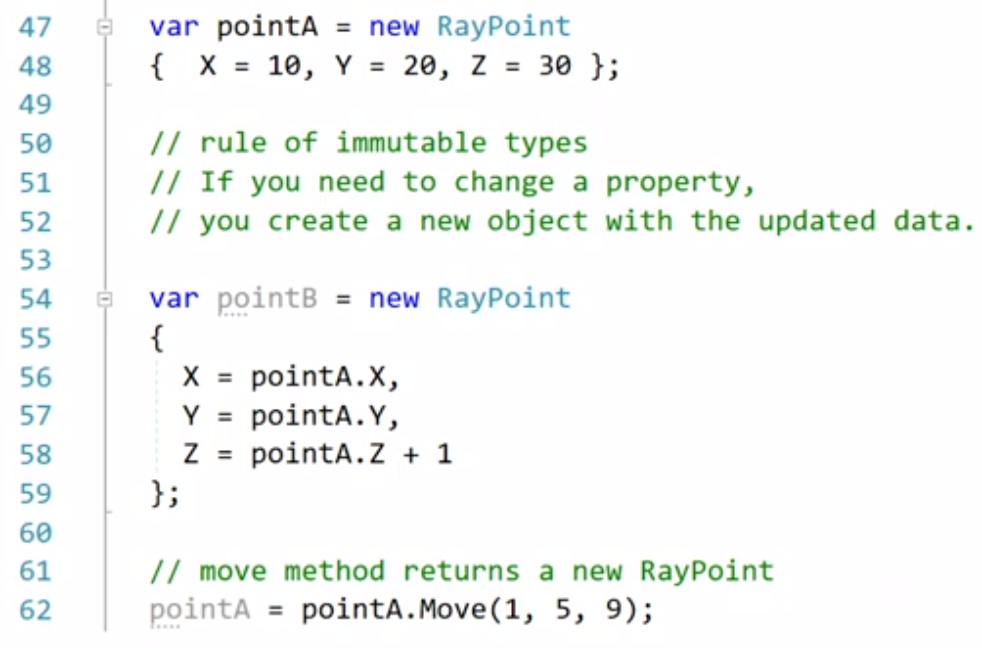 47 var pointA = new RayPoint
48 { X = 10, Y = 20, Z = 30 };
49
50 // rule of immutable types
51 // If you need to change a property,
52 // you create a new object with the updated data.
53
54 var pointB = new RayPoint
55 {
56 X = pointA.X,
57 Y = pointA.Y,
58 Z = pointA.Z + 1
59 };
60
61 // move method returns a new RayPoint
62 pointA = pointA.Move(1, 5, 9);